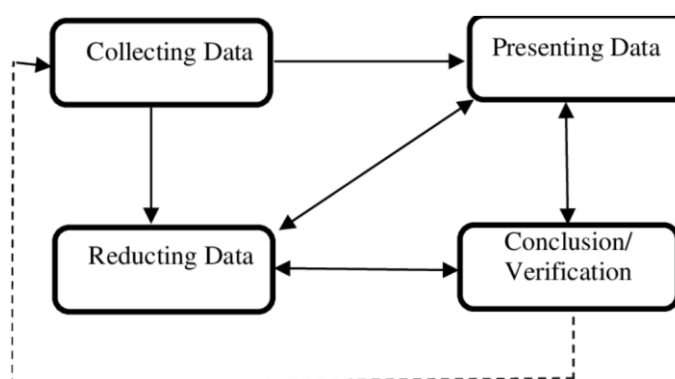 Collecting Data
Presenting Data
Reducting Data
Conclusion/
Verification